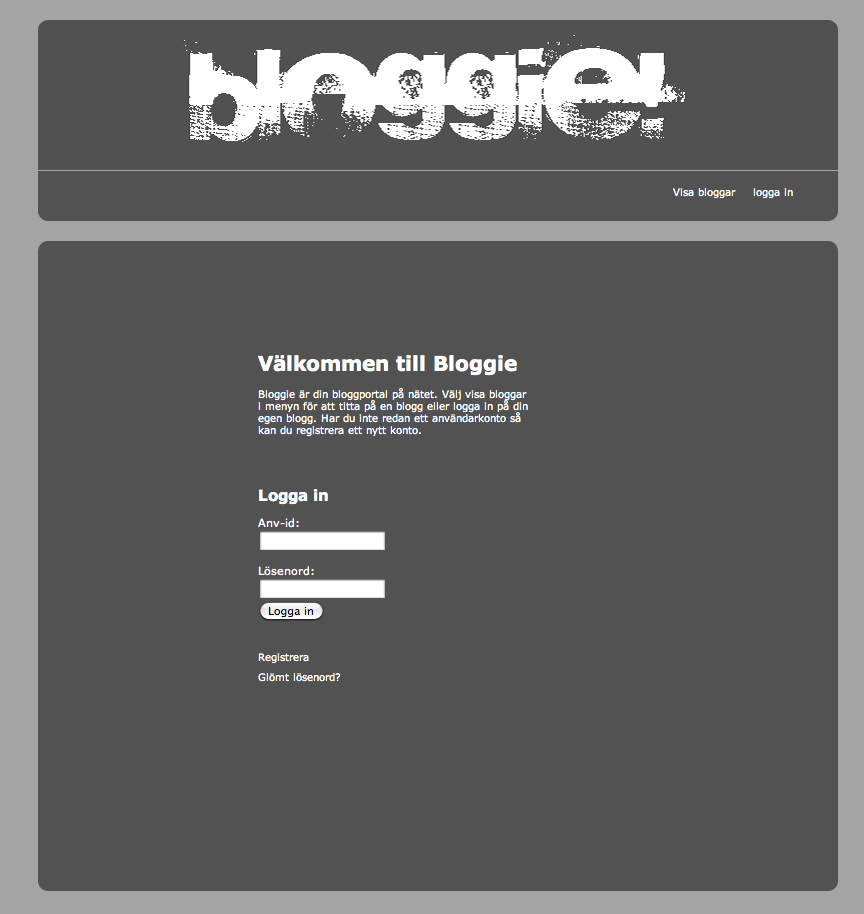 bloggie!
Visa bloggar logga in
Välkommen till Bloggie
Bloggie är din bloggportal på nätet. Välj visa bloggar
i menyn för att titta på en blogg eller logga in på din
egen blogg. Har du inte redan ett användarkonto så
kan du registrera ett nytt konto.
Logga in
Anv-id:
Lösenord:
Logga in
Registrera
Glömt lösenord?